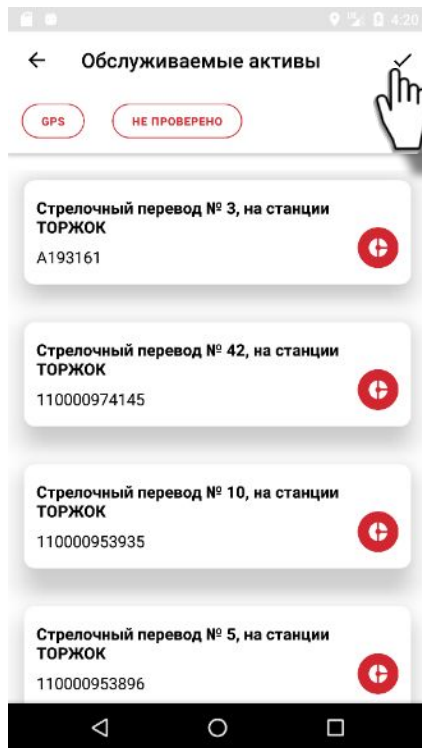 4:20
Обслуживаемые активы
GPS
НЕ ПРОВЕРЕНО
Стрелочный перевод № 3, на станции
ТОРЖОК
A193161
Стрелочный перевод № 42, на станции
ТОРЖОК
110000974145
Стрелочный перевод № 10, на станции
ТОРЖОК
110000953935
Стрелочный перевод № 5, на станции
ТОРЖОК
110000953896